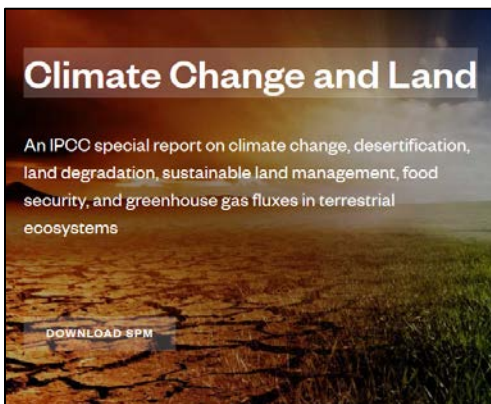 Climate Change and Land
An IPCC special report on climate change, desertification,
land degradation, sustainable land management, food
security, and greenhouse gas fluxes in terrestrial
ecosystems
DOWNLOAD SPM